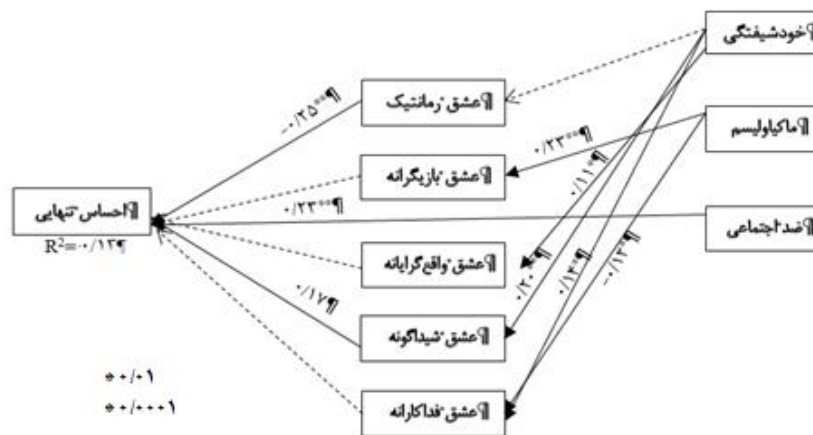 خودشیفتگی¶
ماکیاولیسم¶
ضد اجتماعی¶
عشق رمانتیک¶
عشق بازیگرانه¶
عشق واقع‌گرایانه¶
عشق شیداگونه¶
عشق فداکارانه¶
احساس تنهایی¶
R²=۰/۱۳¶
-۰/۲۵**¶
۰/۲۳**¶
۰/۲۳**¶
۰/۱۱*¶
۰/۲۰**¶
۰/۱۴*¶
-۰/۱۴*¶
۰/۱۷¶
*۰/۰۱
*۰/۰۰۰۱